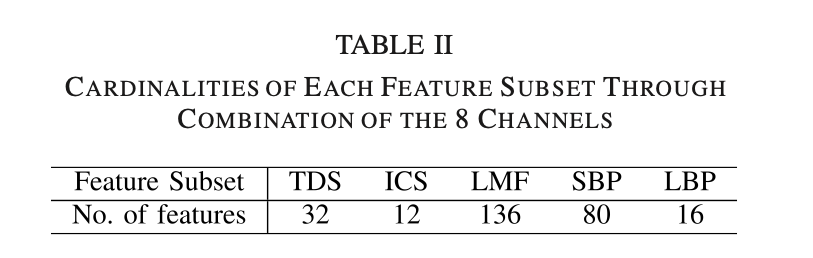 TABLE II
CARDINALITIES OF EACH FEATURE SUBSET THROUGH
COMBINATION OF THE 8 CHANNELS
Feature Subset TDS ICS LMF SBP LBP
No. of features 32 12 136 80 16